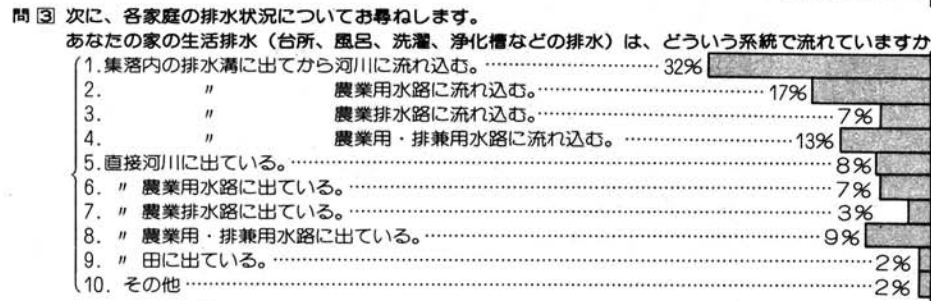 問③ 次に、各家庭の排水状況についてお尋ねします。
あなたの家の生活排水（台所、風呂、洗濯、浄化槽などの排水）は、どういう系統で流れていますか
1.集落内の排水溝に出てから河川に流れ込む。 32%
2. 〃 農業用水路に流れ込む。 17%
3. 〃 農業排水路に流れ込む。 7%
4. 〃 農業用・排兼用水路に流れ込む。 13%
5.直接河川に出ている。 8%
6. 〃 農業用水路に出ている。 7%
7. 〃 農業排水路に出ている。 3%
8. 〃 農業用・排兼用水路に出ている。 9%
9. 〃 田に出ている。 2%
10. その他 2%